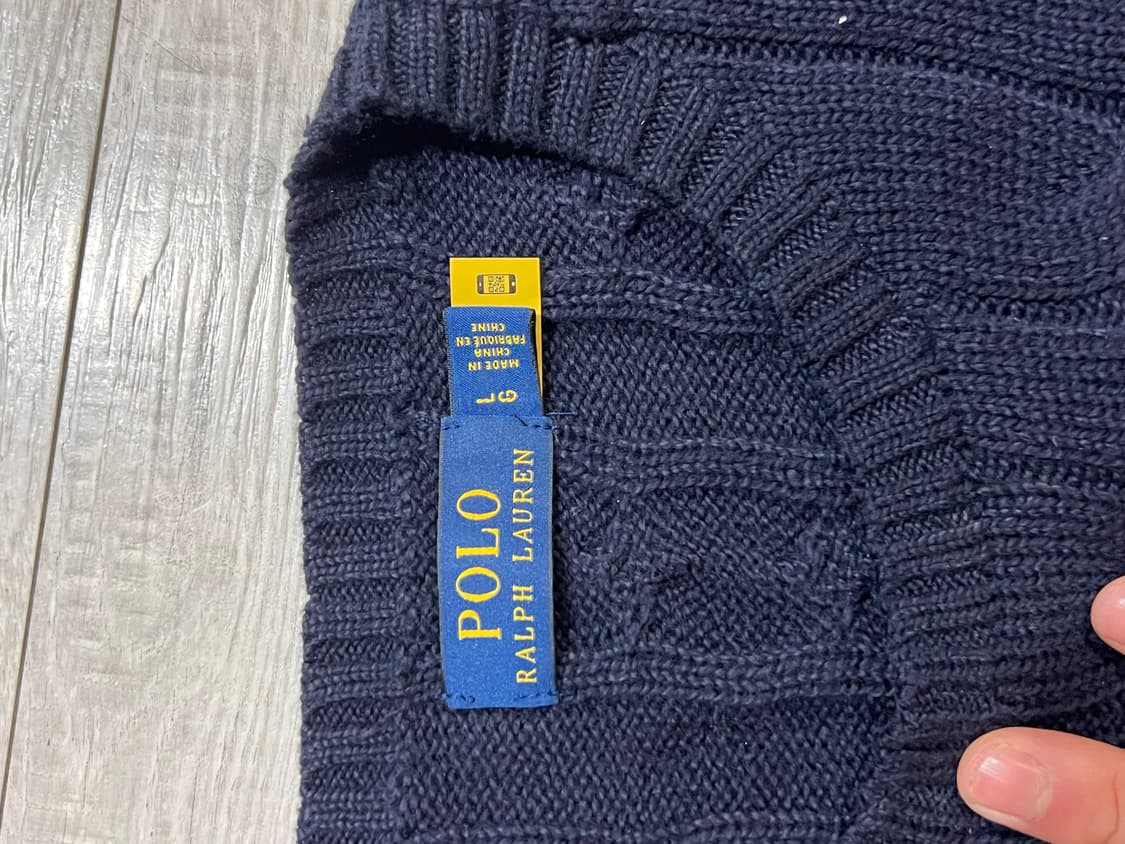 POLO
RALPH LAUREN
L
G
MADE IN
CHINA
FABRIQUÉ EN
CHINE